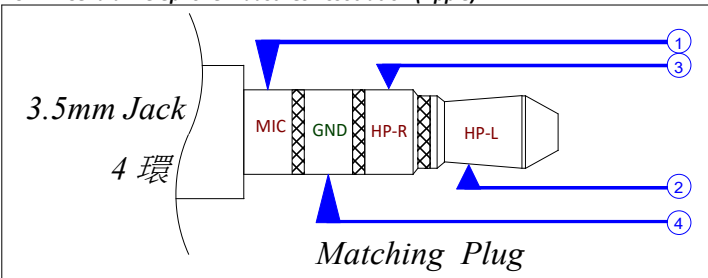 1
3
3.5mm Jack
MIC GND HP-R HP-L
4 環
2
4
Matching Plug